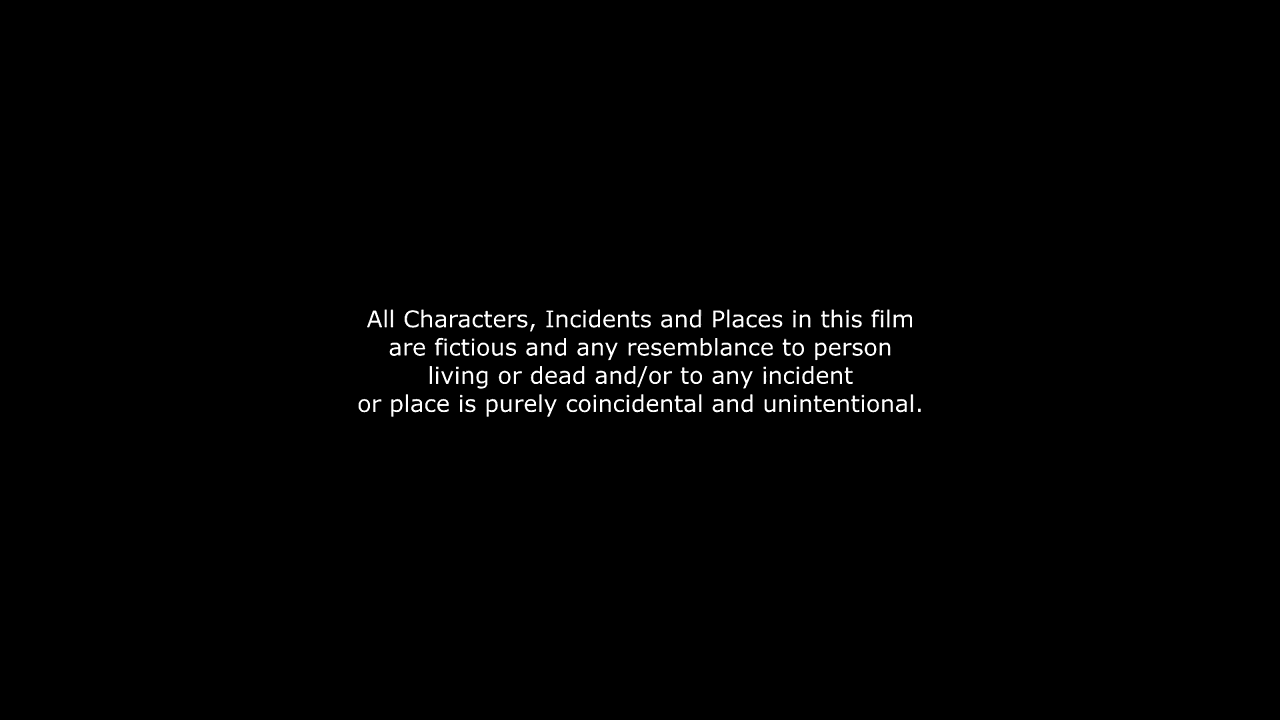 All Characters, Incidents and Places in this film
are fictious and any resemblance to person
living or dead and/or to any incident
or place is purely coincidental and unintentional.